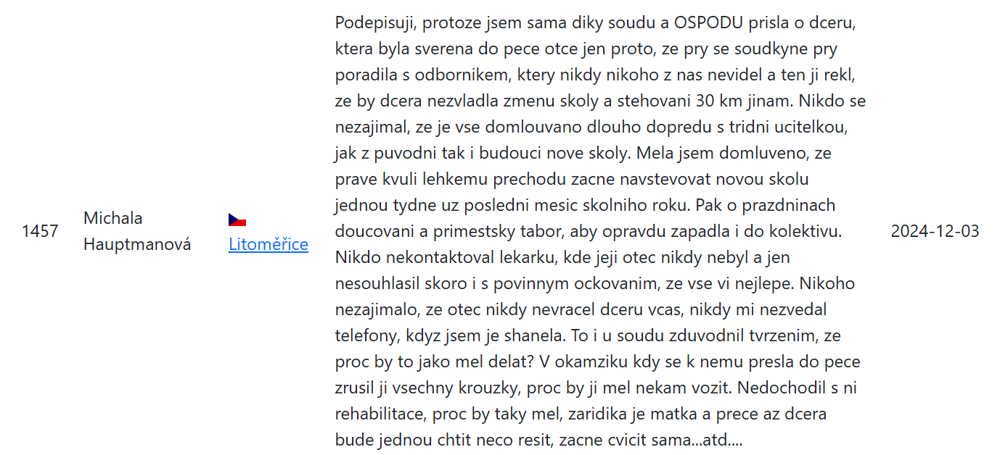 Podepisuji, protoze jsem sama diky soudu a OSPODU prisla o dceru,
ktera byla sverena do pece otce jen proto, ze pry se soudkyne pry
poradila s odbornikem, ktery nikdy nikoho z nas nevidel a ten ji rekl,
ze by dcera nezvladla zmenu skoly a stehovani 30 km jinam. Nikdo se
nezajimal, ze je vse domlouvano dlouho dopredu s tridni ucitelkou,
jak z puvodni tak i budouci nove skoly. Mela jsem domluveno, ze
prave kvuli lehkemu prechodu zacne navstevovat novou skolu
jednou tydne uz posledni mesic skolniho roku. Pak o prazdninach
doucovani a primestsky tabor, aby opravdu zapadla i do kolektivu.
Nikdo nekontaktoval lekarku, kde jeji otec nikdy nebyl a jen
nesouhlasil skoro i s povinnym ockovanim, ze vse vi nejlepe. Nikoho
nezajimalo, ze otec nikdy nevracel dceru vcas, nikdy mi nezvedal
telefony, kdyz jsem je shanela. To i u soudu zduvodnil tvrzenim, ze
proc by to jako mel delat? V okamziku kdy se k nemu presla do pece
zrusil ji vsechny krouzky, proc by ji mel nekam vozit. Nedochodil s ni
rehabilitace, proc by taky mel, zaridika je matka a prece az dcera
bude jednou chtit neco resit, zacne cvicit sama...atd....
1457
Michala
Hauptmanová
Litoměřice
2024-12-03